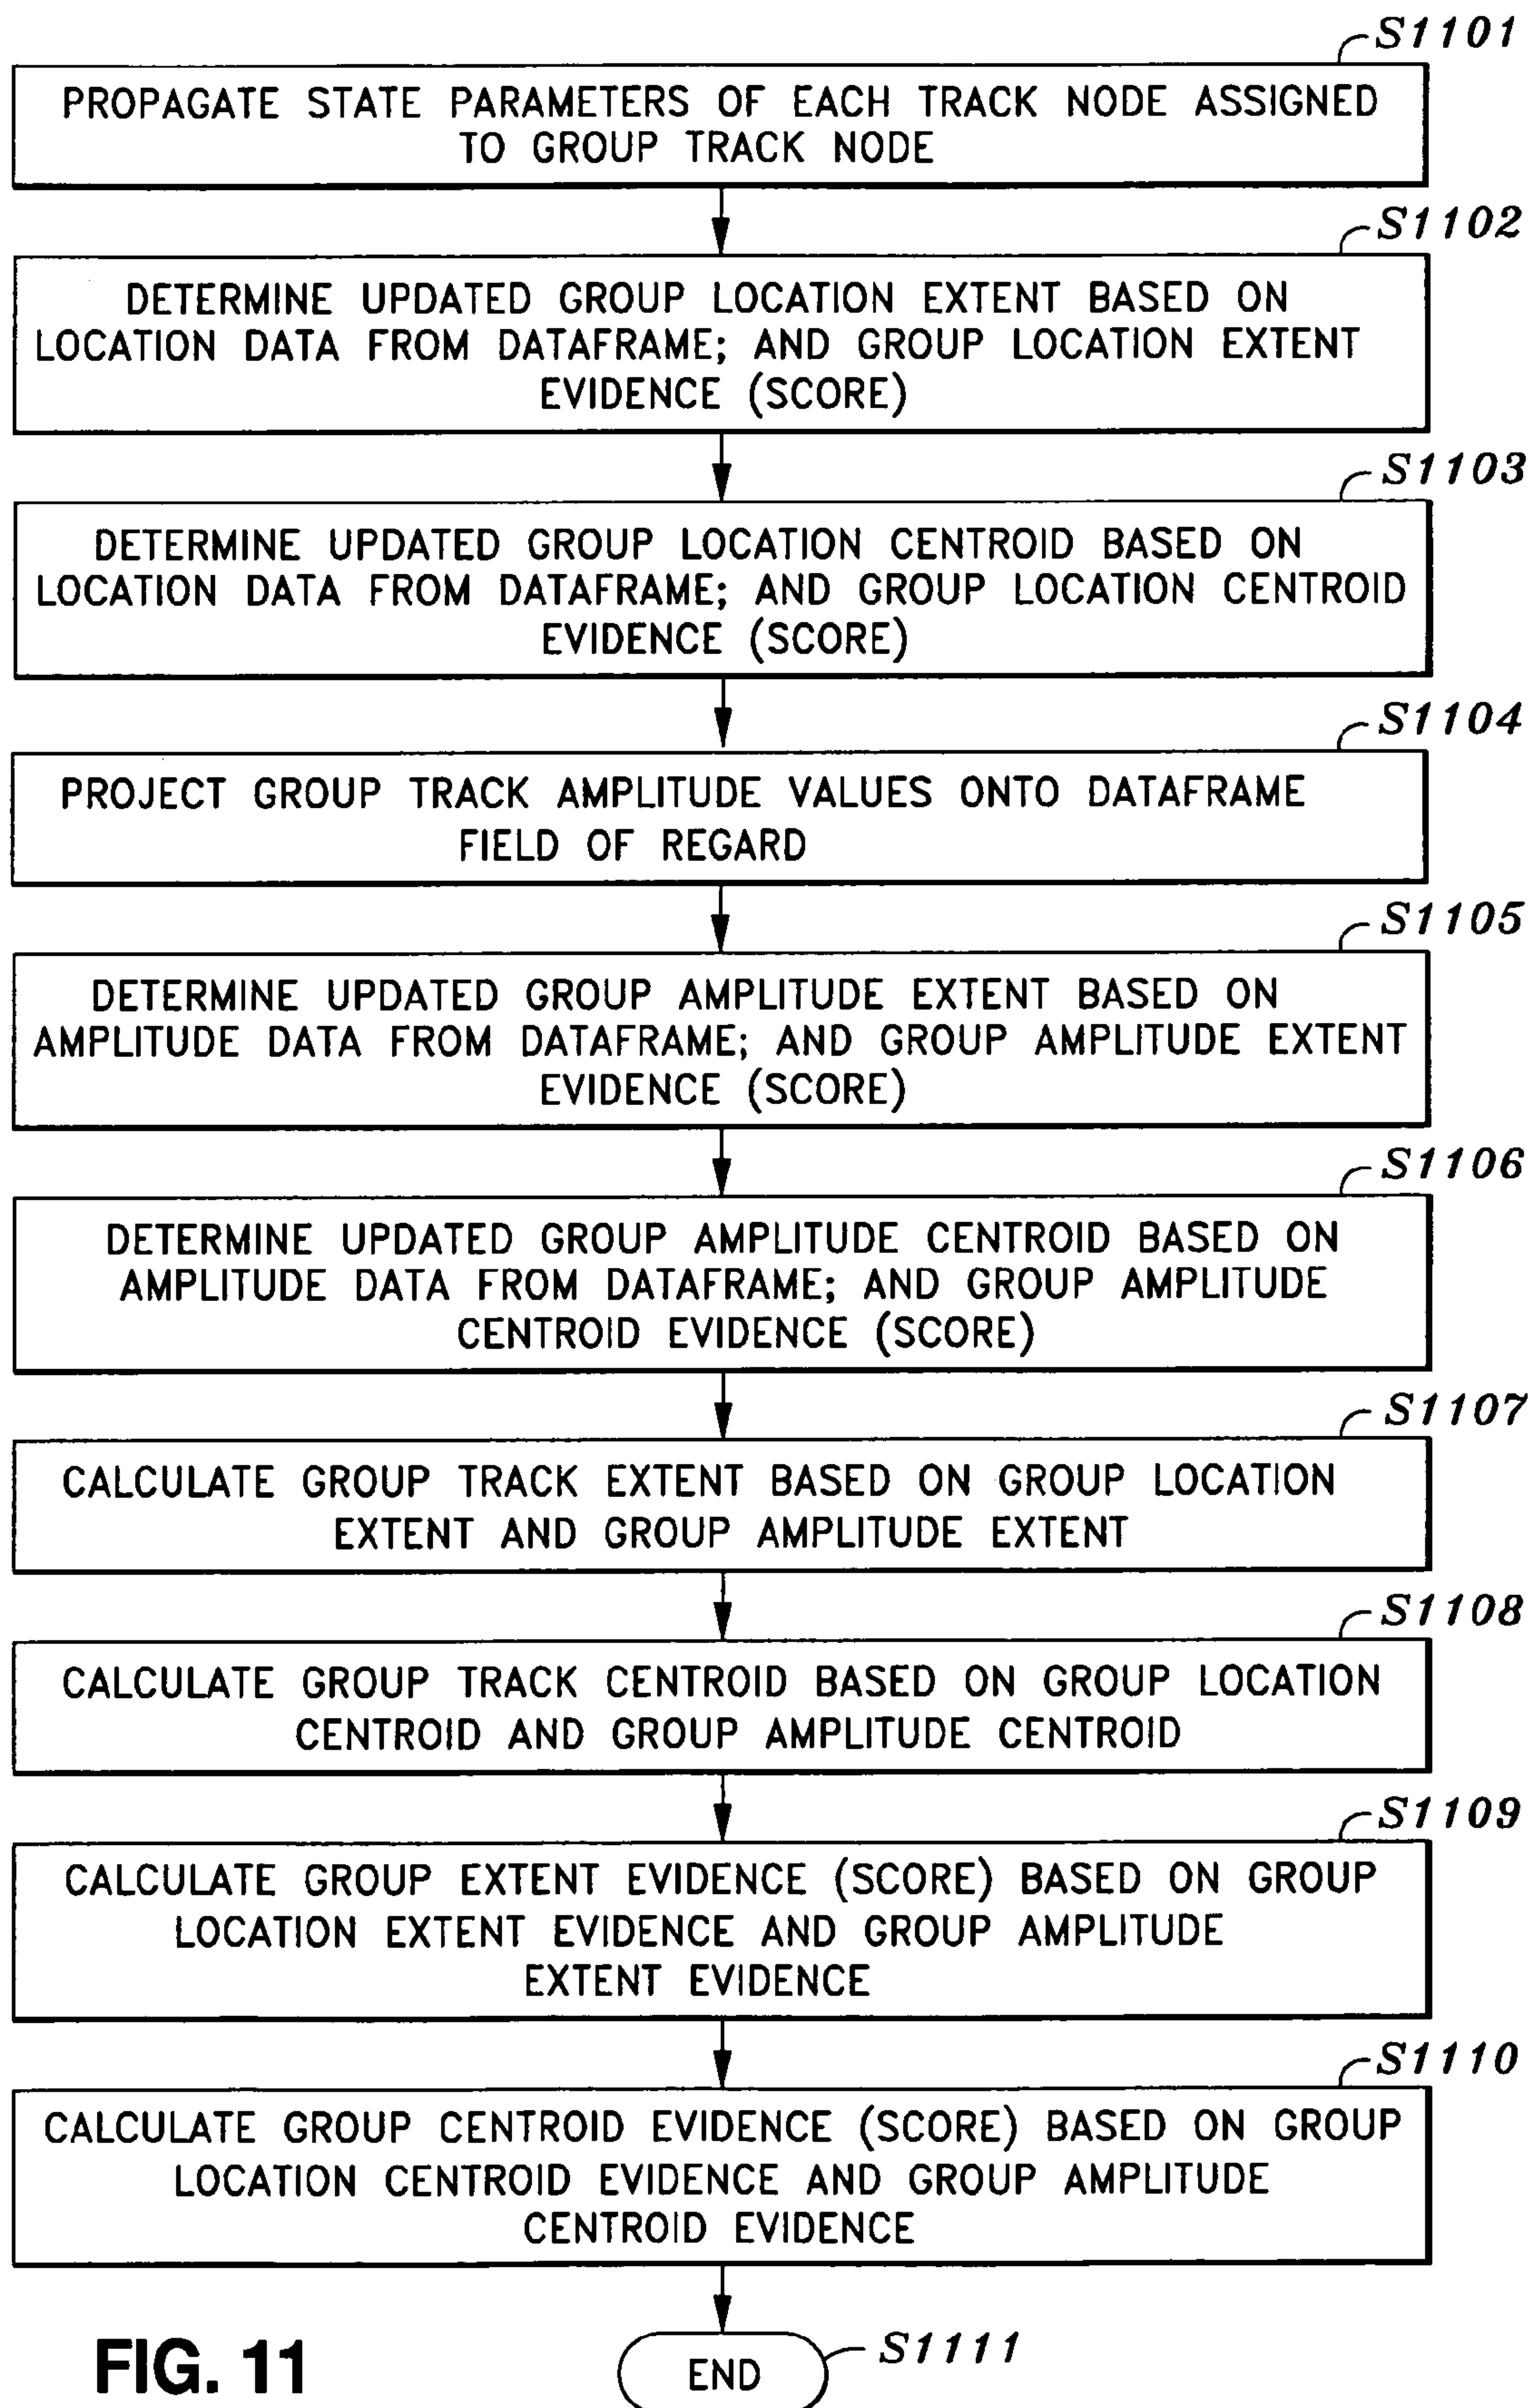 S1101
PROPAGATE STATE PARAMETERS OF EACH TRACK NODE ASSIGNED
TO GROUP TRACK NODE
S1102
DETERMINE UPDATED GROUP LOCATION EXTENT BASED ON
LOCATION DATA FROM DATAFRAME; AND GROUP LOCATION EXTENT
EVIDENCE (SCORE)
S1103
DETERMINE UPDATED GROUP LOCATION CENTROID BASED ON
LOCATION DATA FROM DATAFRAME; AND GROUP LOCATION CENTROID
EVIDENCE (SCORE)
S1104
PROJECT GROUP TRACK AMPLITUDE VALUES ONTO DATAFRAME
FIELD OF REGARD
S1105
DETERMINE UPDATED GROUP AMPLITUDE EXTENT BASED ON
AMPLITUDE DATA FROM DATAFRAME; AND GROUP AMPLITUDE EXTENT
EVIDENCE (SCORE)
S1106
DETERMINE UPDATED GROUP AMPLITUDE CENTROID BASED ON
AMPLITUDE DATA FROM DATAFRAME; AND GROUP AMPLITUDE
CENTROID EVIDENCE (SCORE)
S1107
CALCULATE GROUP TRACK EXTENT BASED ON GROUP LOCATION
EXTENT AND GROUP AMPLITUDE EXTENT
S1108
CALCULATE GROUP TRACK CENTROID BASED ON GROUP LOCATION
CENTROID AND GROUP AMPLITUDE CENTROID
S1109
CALCULATE GROUP EXTENT EVIDENCE (SCORE) BASED ON GROUP
LOCATION EXTENT EVIDENCE AND GROUP AMPLITUDE
EXTENT EVIDENCE
S1110
CALCULATE GROUP CENTROID EVIDENCE (SCORE) BASED ON GROUP
LOCATION CENTROID EVIDENCE AND GROUP AMPLITUDE
CENTROID EVIDENCE
S1111
END
FIG. 11